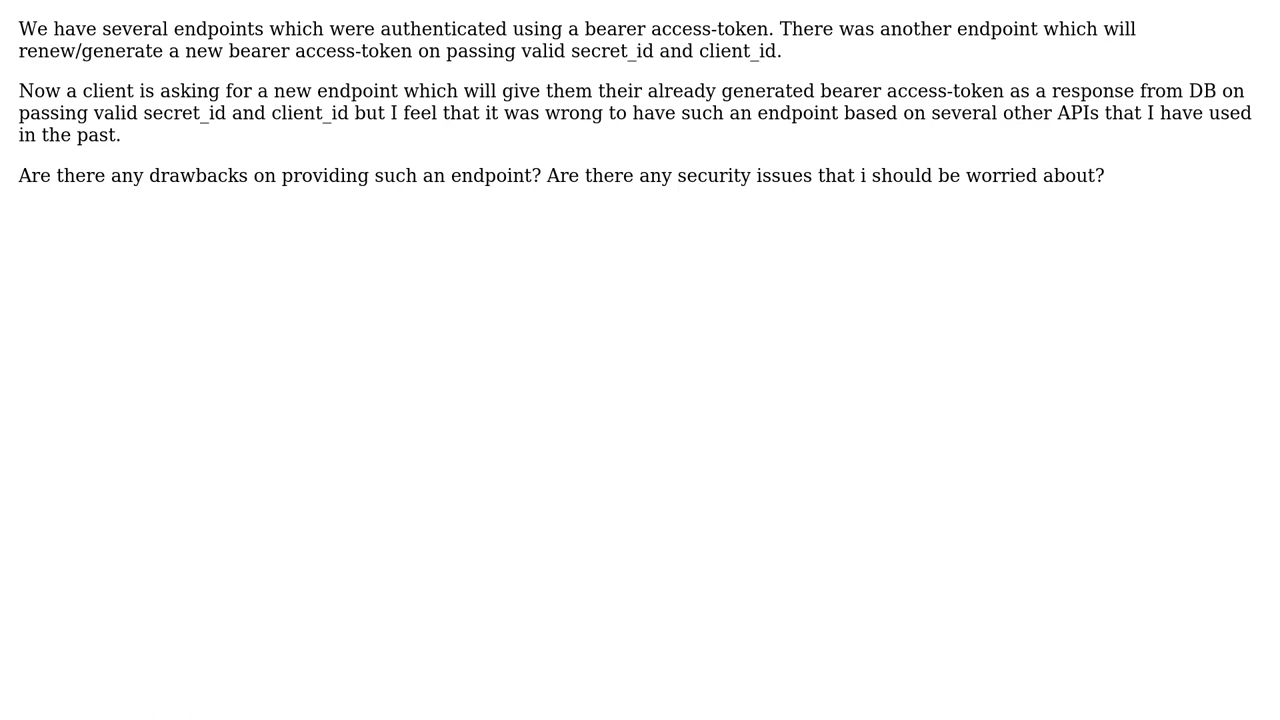 We have several endpoints which were authenticated using a bearer access-token. There was another endpoint which will
renew/generate a new bearer access-token on passing valid secret_id and client_id.
Now a client is asking for a new endpoint which will give them their already generated bearer access-token as a response from DB on
passing valid secret_id and client_id but I feel that it was wrong to have such an endpoint based on several other APIs that I have used
in the past.
Are there any drawbacks on providing such an endpoint? Are there any security issues that i should be worried about?